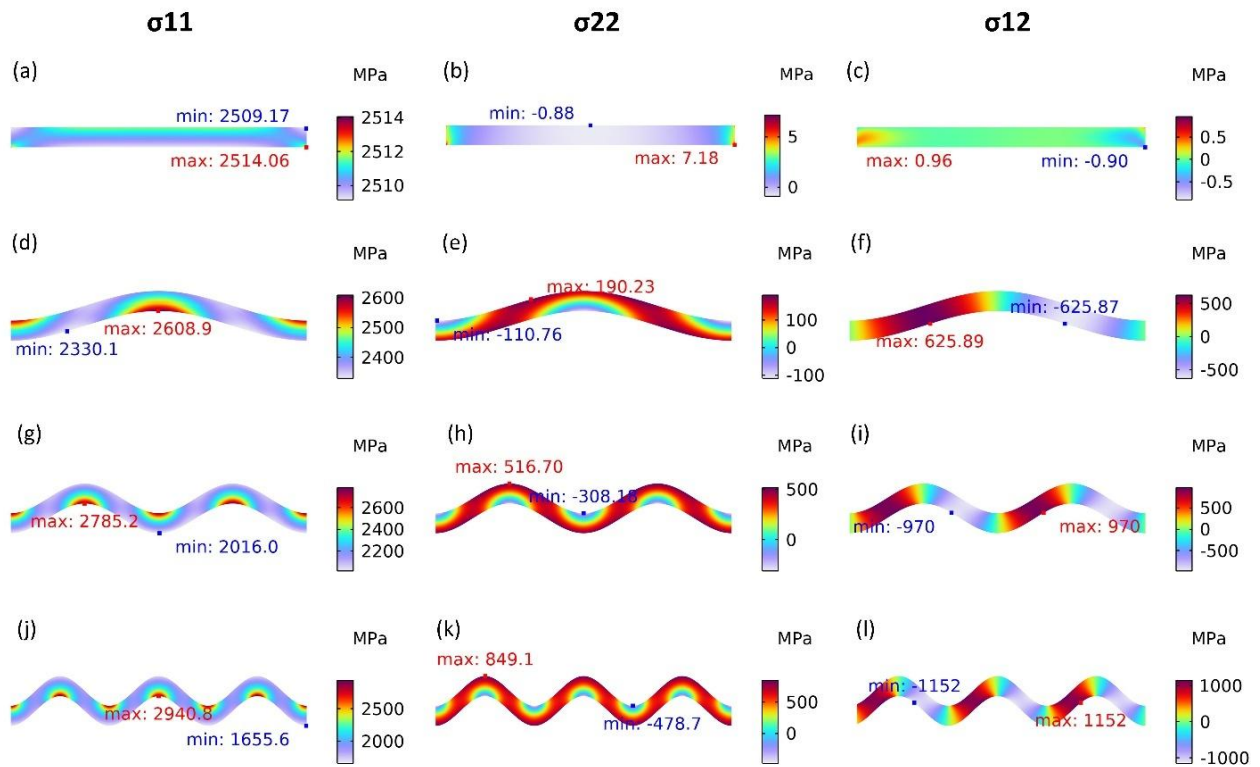 σ11 σ22 σ12
(a) MPa (b) MPa (c) MPa
min: 2509.17 2514 min: -0.88
2512 5 0.5
0
max: 2514.06 max: 7.18 max: 0.96 min: -0.90 -0.5
2510 0
(d) MPa (e) MPa (f) MPa
2600 max: 190.23 500
2500 100 min: -625.87
max: 2608.9 0 0
min: 2330.1 2400 min: -110.76 -100 max: 625.89 -500
(g) MPa (h) MPa (i) MPa
2600 max: 516.70 500 500
2400 min: -308.18 0
max: 2785.2 2200 0 min: -970 max: 970 -500
min: 2016.0
(j) MPa (k) MPa (l) MPa
max: 849.1 min: -1152 1000
2500 500
max: 2940.8 0 max: 1152 0
min: 1655.6 2000 min: -478.7 -1000